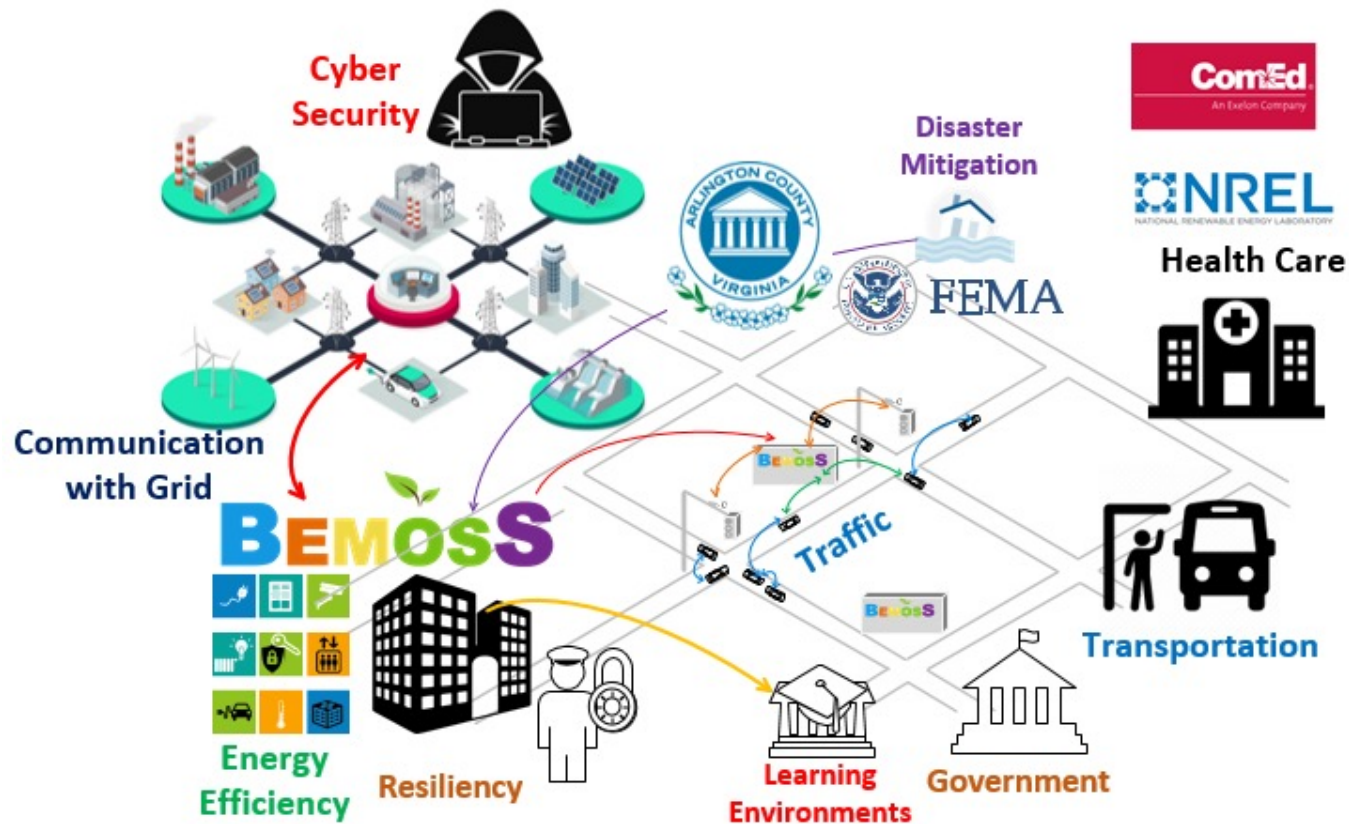 Cyber
Security
ComEd
An Exelon Company
Disaster
Mitigation
ARLINGTON COUNTY
VIRGINIA
NREL
NATIONAL RENEWABLE ENERGY LABORATORY
Health Care
FEMA
Communication
with Grid
BEMOSS
BEMOSS
Traffic
BEMOSS
Transportation
Energy
Efficiency
Resiliency
Learning
Environments
Government